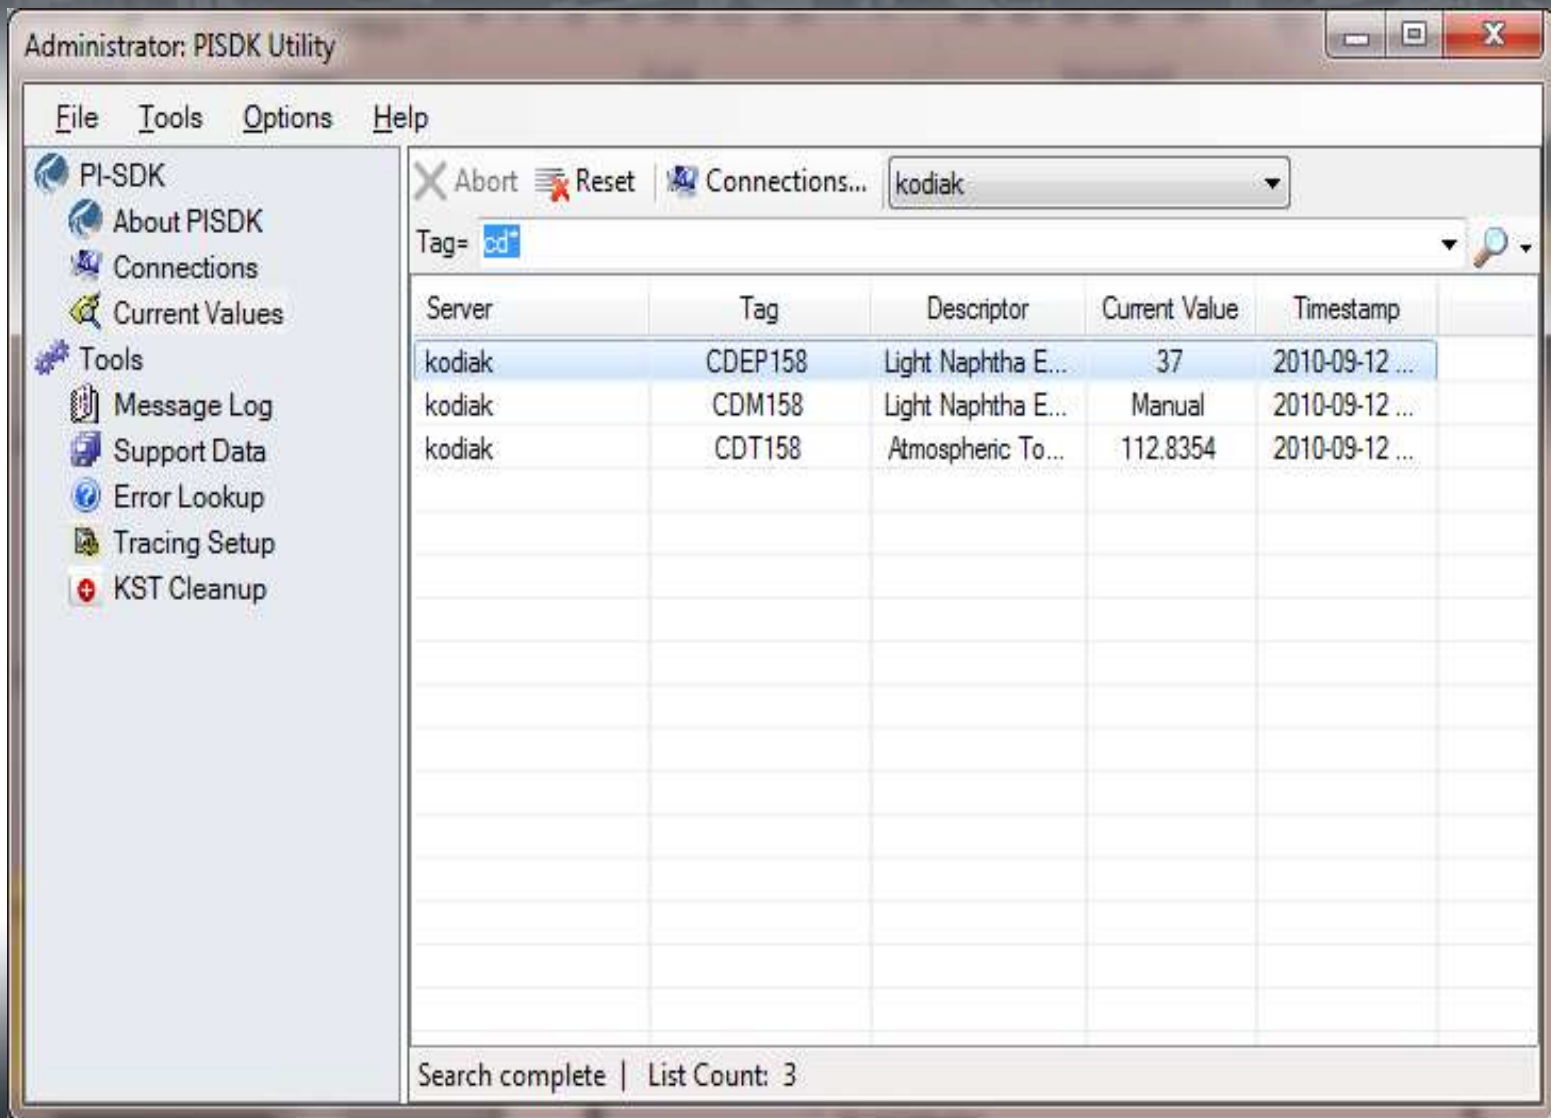 Administrator: PISDK Utility
File Tools Options Help
PI-SDK
About PISDK
Connections
Current Values
Tools
Message Log
Support Data
Error Lookup
Tracing Setup
KST Cleanup
Abort Reset Connections... kodiak
Tag= cd*
Server Tag Descriptor Current Value Timestamp
kodiak CDEP158 Light Naphtha E... 37 2010-09-12 ...
kodiak CDM158 Light Naphtha E... Manual 2010-09-12 ...
kodiak CDT158 Atmospheric To... 112.8354 2010-09-12 ...
Search complete | List Count: 3